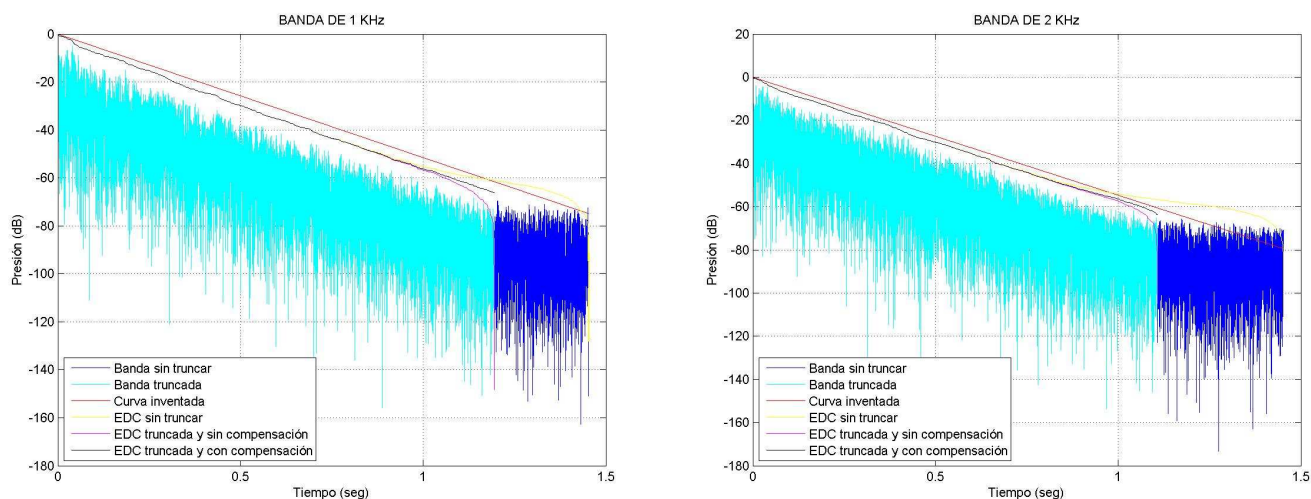 BANDA DE 1 KHz
0
-20
-40
-60
-80
-100
-120
-140
-160
-180
Presión (dB)
Banda sin truncar
Banda truncada
Curva inventada
EDC sin truncar
EDC truncada y sin compensación
EDC truncada y con compensación
0
0.5
1
1.5
Tiempo (seg)
BANDA DE 2 KHz
20
0
-20
-40
-60
-80
-100
-120
-140
-160
-180
Presión (dB)
Banda sin truncar
Banda truncada
Curva inventada
EDC sin truncar
EDC truncada y sin compensación
EDC truncada y con compensación
0
0.5
1
1.5
Tiempo (seg)